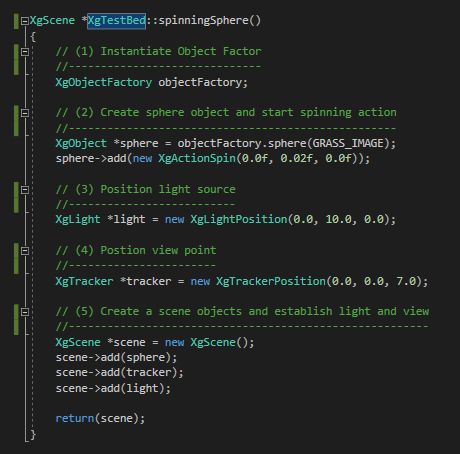 XgScene *XgTestBed::spinningSphere()
{
// (1) Instantiate Object Factor
//------------------------------
XgObjectFactory objectFactory;
// (2) Create sphere object and start spinning action
//---------------------------------------------------
XgObject *sphere = objectFactory.sphere(GRASS_IMAGE);
sphere->add(new XgActionSpin(0.0f, 0.02f, 0.0f));
// (3) Position light source
//--------------------------
XgLight *light = new XgLightPosition(0.0, 10.0, 0.0);
// (4) Postion view point
//-----------------------
XgTracker *tracker = new XgTrackerPosition(0.0, 0.0, 7.0);
// (5) Create a scene objects and establish light and view
//--------------------------------------------------------
XgScene *scene = new XgScene();
scene->add(sphere);
scene->add(tracker);
scene->add(light);
return(scene);
}